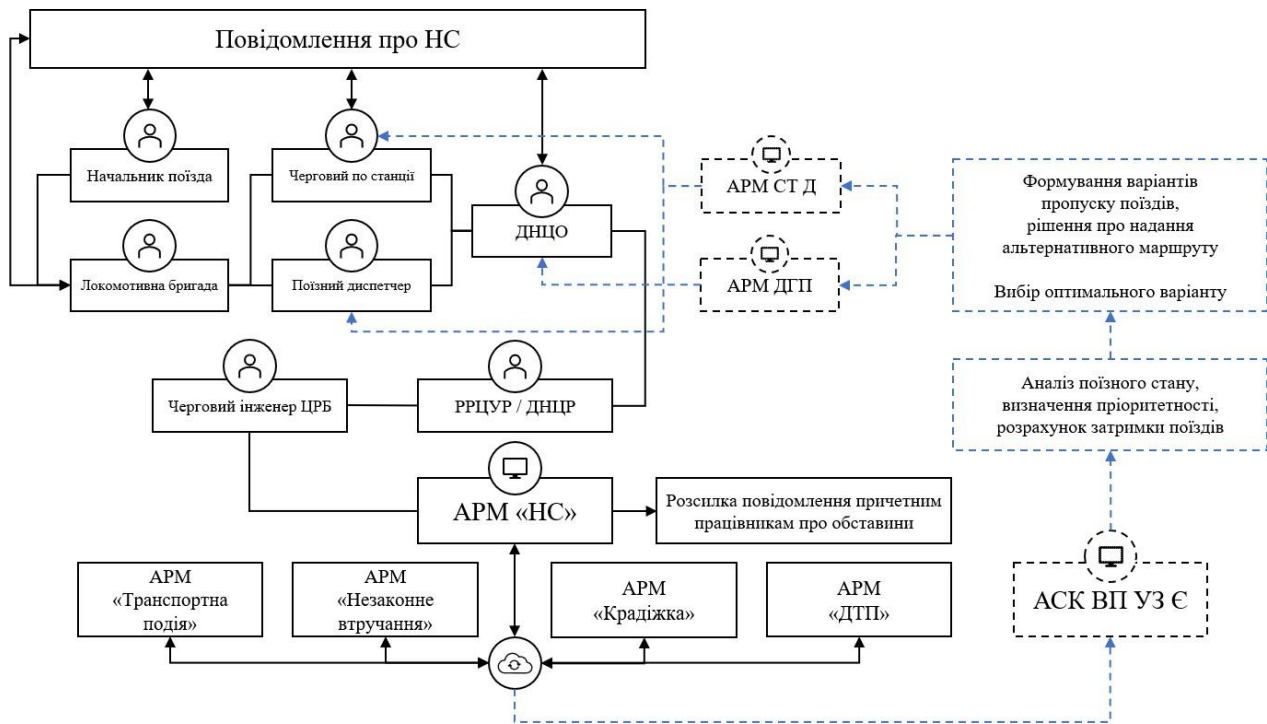 Повідомлення про НС
Начальник поїзда
Черговий по станції
ДНЦО
Локомотивна бригада
Поїзний диспетчер
АРМ СТ Д
АРМ ДГП
Формування варіантів
пропуску поїздів,
рішення про надання
альтернативного маршруту
Вибір оптимального варіанту
Черговий інженер ЦРБ
РРЦУР / ДНЦР
Аналіз поїзного стану,
визначення пріоритетності,
розрахунок затримки поїздів
АРМ «НС»
Розсилка повідомлення причетним
працівникам про обставини
АРМ
«Транспортна
подія»
АРМ
«Незаконне
втручання»
АРМ
«Крадіжка»
АРМ
«ДТП»
АСК ВП УЗ Є